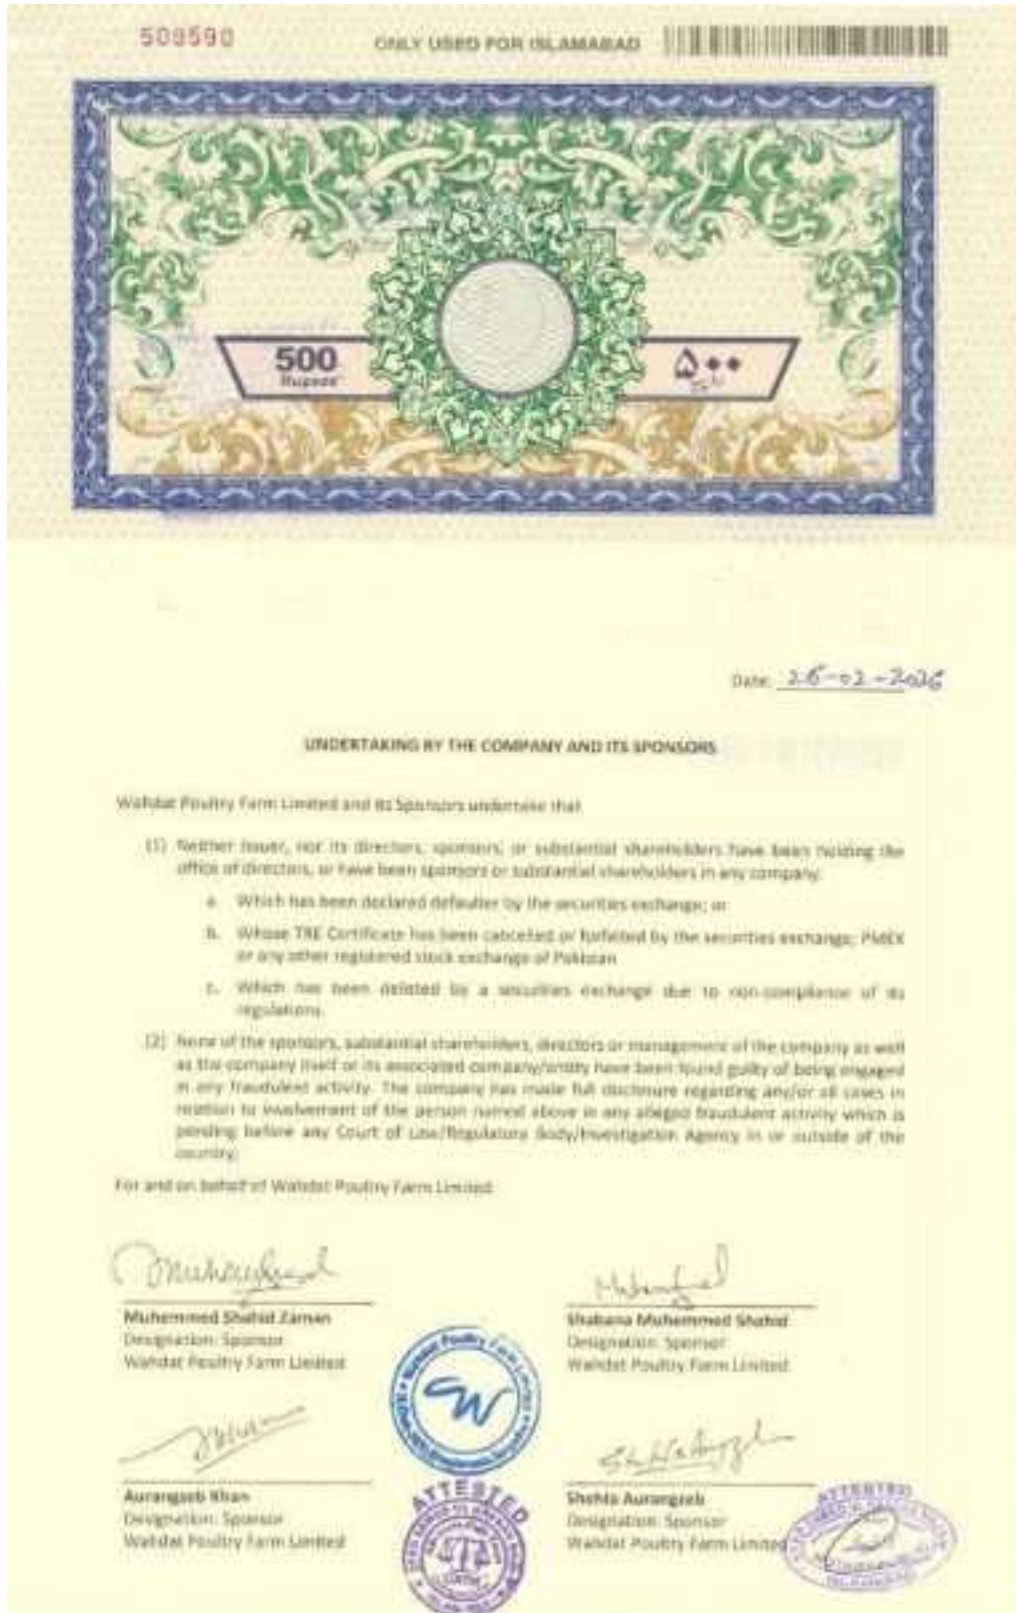 509590
ONLY USED FOR ISLAMABAD
500
Rupees
۵۰۰
Date: 26-02-2026
UNDERTAKING BY THE COMPANY AND ITS SPONSORS
Wahdat Poultry Farm Limited and its Sponsors undertake that
(1) Neither Issuer, nor its directors, sponsors, or substantial shareholders have been holding the
office of directors, or have been sponsors or substantial shareholders in any company:
a. Which has been declared defaulter by the securities exchange; or
b. Whose TRE Certificate has been cancelled or forfeited by the securities exchange; PMEX
or any other registered stock exchange of Pakistan
c. Which has been delisted by a securities exchange due to non-compliance of its
regulations.
(2) None of the sponsors, substantial shareholders, directors or management of the company as well
as the company itself or its associated company/entity have been found guilty of being engaged
in any fraudulent activity. The company has made full disclosure regarding any/or all cases in
relation to involvement of the person named above in any alleged fraudulent activity which is
pending before any Court of Law/Regulatory Body/Investigation Agency in or outside of the
country;
For and on behalf of Wahdat Poultry Farm Limited
Muhemmed Shahid Zaman
Designation: Sponsor
Wahdat Poultry Farm Limited
Shabana Muhemmed Shahid
Designation: Sponsor
Wahdat Poultry Farm Limited
Wahdat Poultry Farm Limited
W
Aurangzeb Khan
Designation: Sponsor
Wahdat Poultry Farm Limited
Shehla Aurangzeb
Designation: Sponsor
Wahdat Poultry Farm Limited
ATTESTED
ATTESTED